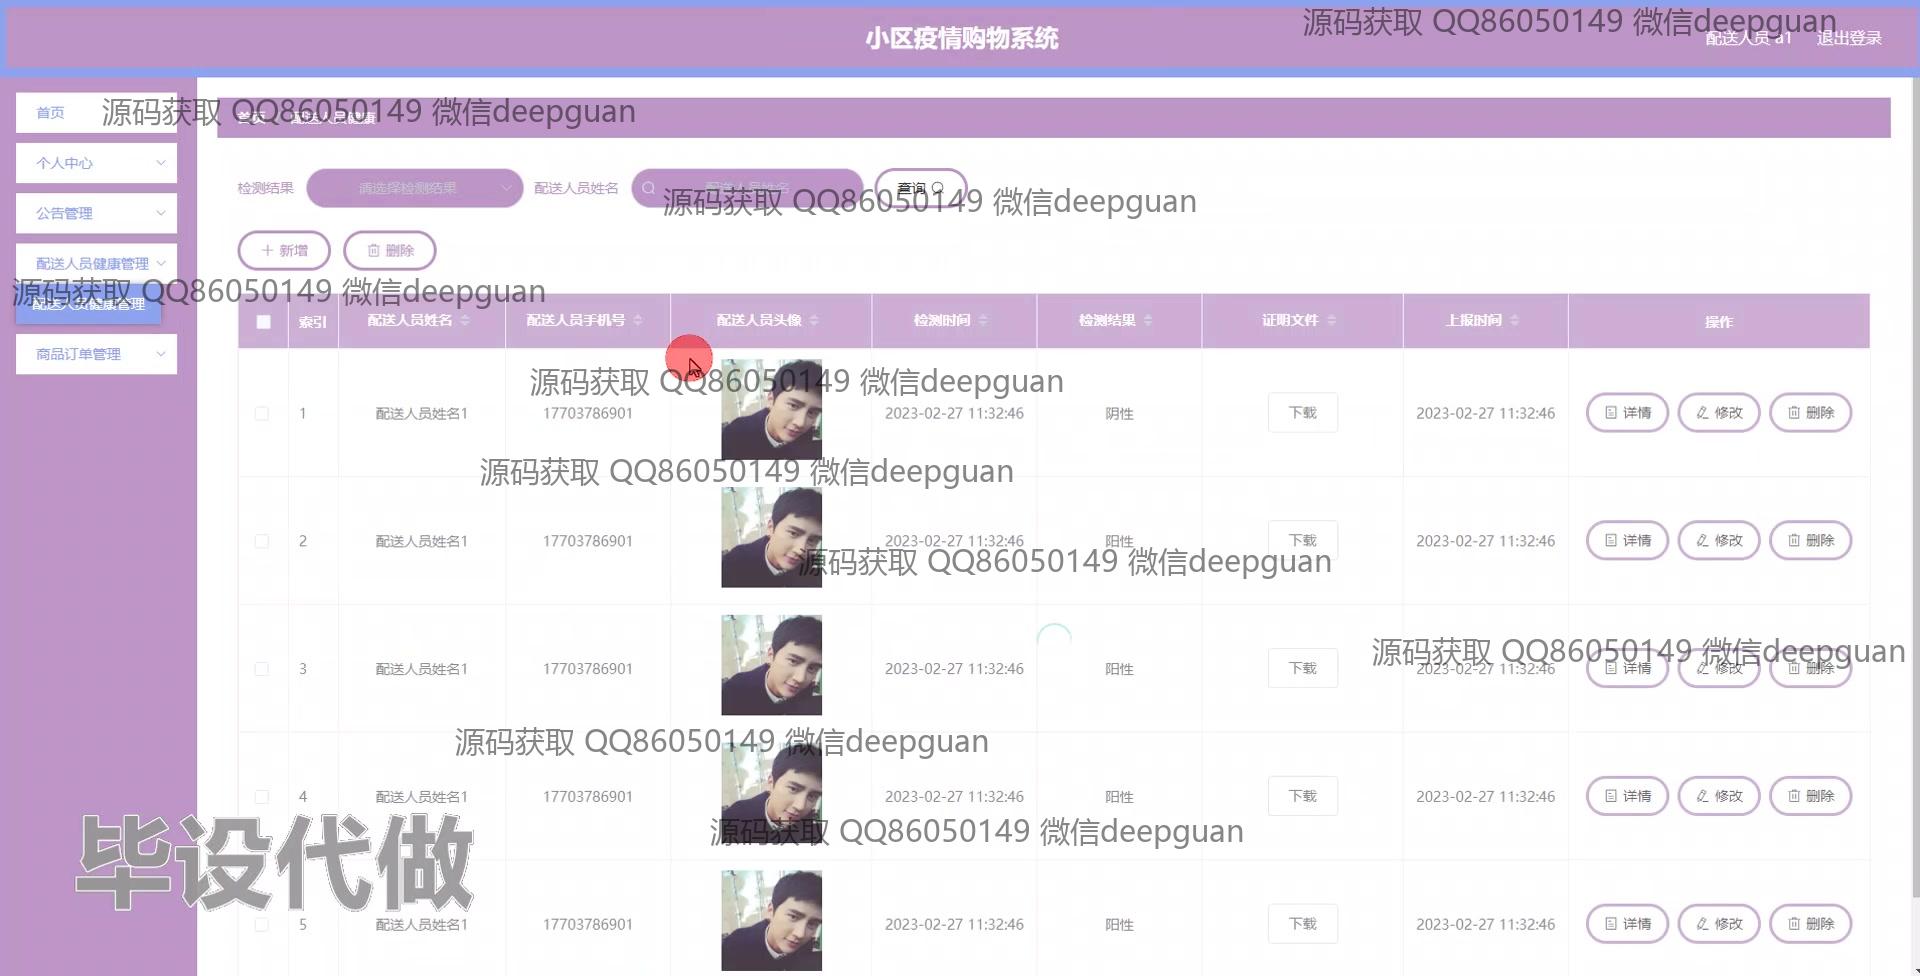 小区疫情购物系统
源码获取 QQ86050149 微信deepguan
配送人员 a1 退出登录
首页
源码获取 QQ86050149 微信deepguan
首页 配送人员健康
个人中心
公告管理
配送人员健康管理
配送人员健康管理
商品订单管理
检测结果 请选择检测结果 配送人员姓名 配送人员姓名 查询
源码获取 QQ86050149 微信deepguan
新增 删除
源码获取 QQ86050149 微信deepguan
索引 配送人员姓名 配送人员手机号 配送人员头像 检测时间 检测结果 证明文件 上报时间 操作
源码获取 QQ86050149 微信deepguan
1 配送人员姓名1 17703786901 2023-02-27 11:32:46 阴性 下载 2023-02-27 11:32:46 详情 修改 删除
源码获取 QQ86050149 微信deepguan
2 配送人员姓名1 17703786901 2023-02-27 11:32:46 阳性 下载 2023-02-27 11:32:46 详情 修改 删除
源码获取 QQ86050149 微信deepguan
源码获取 QQ86050149 微信deepguan
3 配送人员姓名1 17703786901 2023-02-27 11:32:46 阳性 下载 2023-02-27 11:32:46 详情 修改 删除
源码获取 QQ86050149 微信deepguan
4 配送人员姓名1 17703786901 2023-02-27 11:32:46 阳性 下载 2023-02-27 11:32:46 详情 修改 删除
源码获取 QQ86050149 微信deepguan
毕设代做
5 配送人员姓名1 17703786901 2023-02-27 11:32:46 阳性 下载 2023-02-27 11:32:46 详情 修改 删除